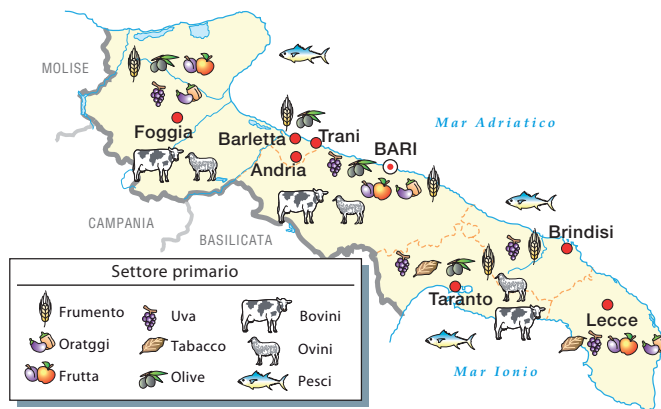 MOLISE
Foggia
Barletta
Trani
Andria
BARI
Mar Adriatico
CAMPANIA
BASILICATA
Brindisi
Taranto
Lecce
Mar Ionio
Settore primario
Frumento
Uva
Bovini
Oratggi
Tabacco
Ovini
Frutta
Olive
Pesci